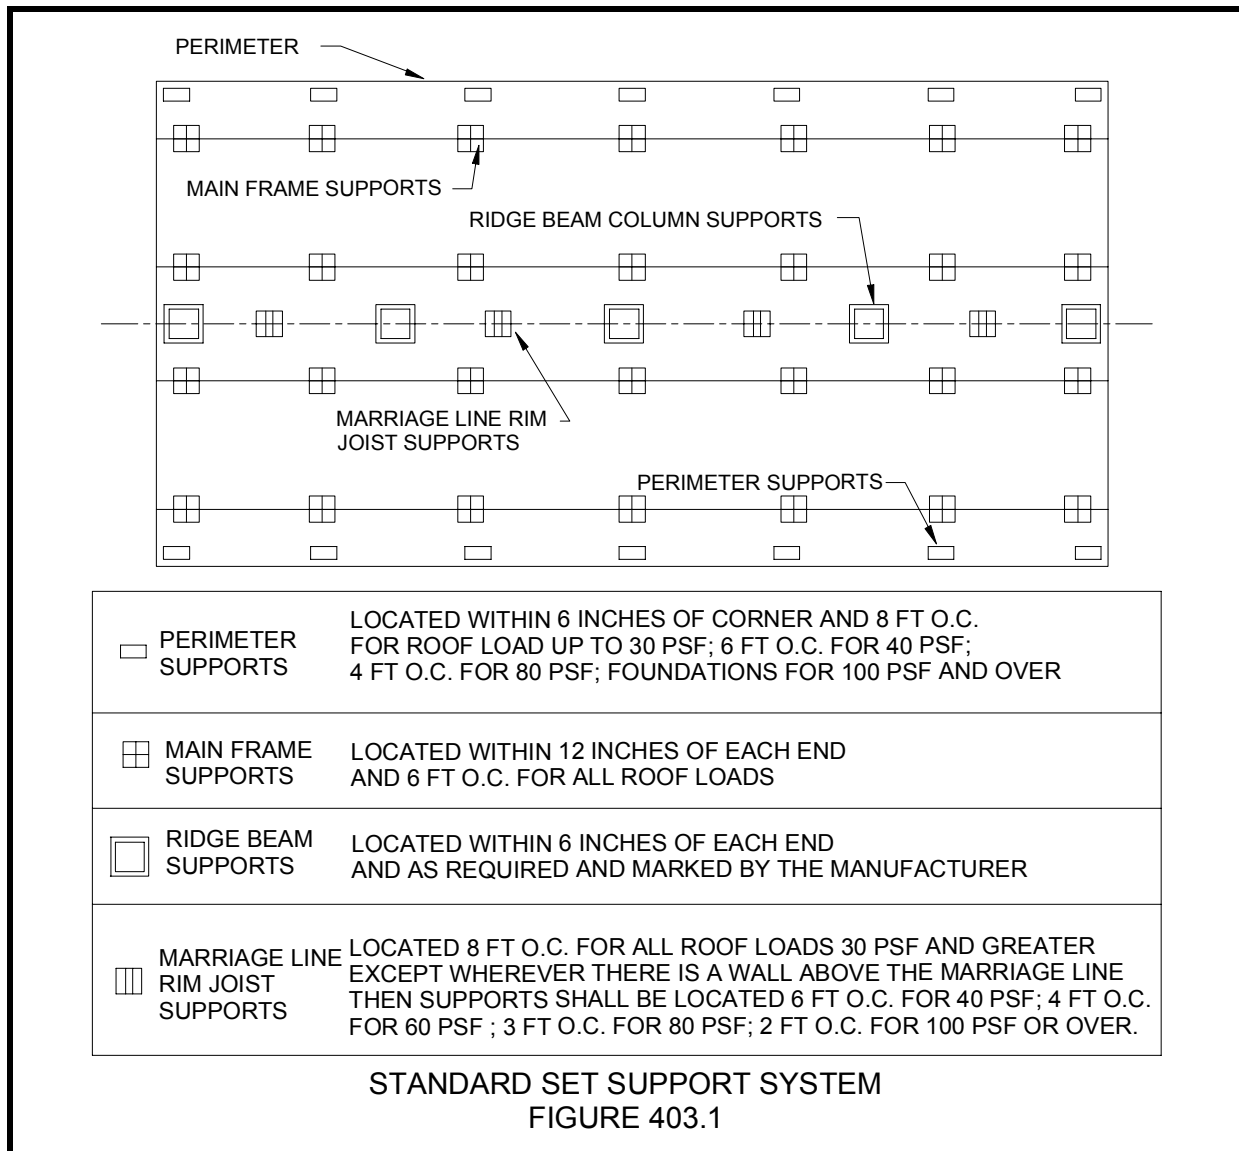 PERIMETER
MAIN FRAME SUPPORTS
RIDGE BEAM COLUMN SUPPORTS
MARRIAGE LINE RIM
JOIST SUPPORTS
PERIMETER SUPPORTS
PERIMETER
SUPPORTS
LOCATED WITHIN 6 INCHES OF CORNER AND 8 FT O.C.
FOR ROOF LOAD UP TO 30 PSF; 6 FT O.C. FOR 40 PSF;
4 FT O.C. FOR 80 PSF; FOUNDATIONS FOR 100 PSF AND OVER
MAIN FRAME
SUPPORTS
LOCATED WITHIN 12 INCHES OF EACH END
AND 6 FT O.C. FOR ALL ROOF LOADS
RIDGE BEAM
SUPPORTS
LOCATED WITHIN 6 INCHES OF EACH END
AND AS REQUIRED AND MARKED BY THE MANUFACTURER
MARRIAGE LINE
RIM JOIST
SUPPORTS
LOCATED 8 FT O.C. FOR ALL ROOF LOADS 30 PSF AND GREATER
EXCEPT WHEREVER THERE IS A WALL ABOVE THE MARRIAGE LINE
THEN SUPPORTS SHALL BE LOCATED 6 FT O.C. FOR 40 PSF; 4 FT O.C.
FOR 60 PSF ; 3 FT O.C. FOR 80 PSF; 2 FT O.C. FOR 100 PSF OR OVER.
STANDARD SET SUPPORT SYSTEM
FIGURE 403.1